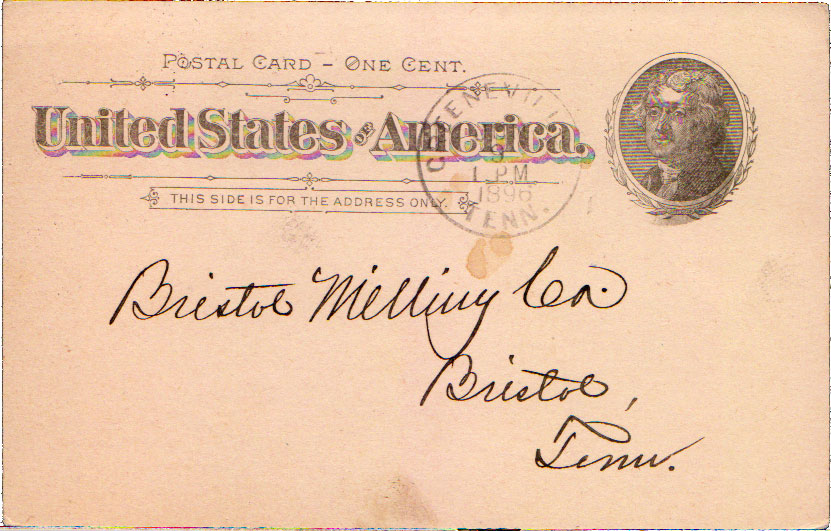 POSTAL CARD – ONE CENT.
United States OF America.
THIS SIDE IS FOR THE ADDRESS ONLY.
1 PM
1896
TENN.
Bristol Milling Co.
Bristol,
Tenn.